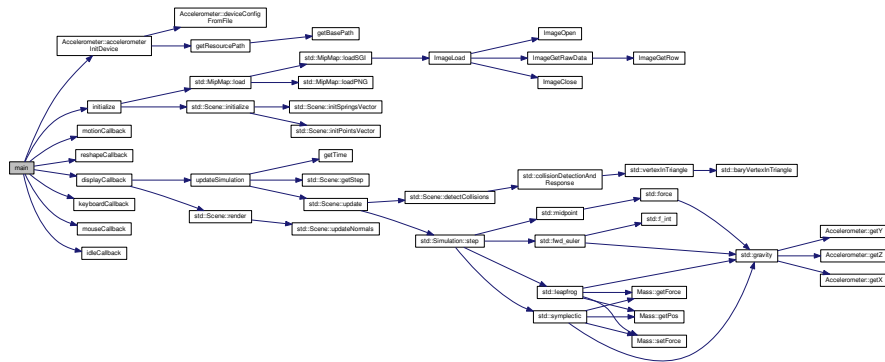 Accelerometer::deviceConfig
FromFile
Accelerometer::accelerometer
InitDevice
getResourcePath
getBasePath
ImageOpen
std::MipMap::loadSGI
ImageLoad
ImageGetRawData
ImageGetRow
std::MipMap::load
std::MipMap::loadPNG
ImageClose
initialize
std::Scene::initialize
std::Scene::initSpringsVector
std::Scene::initPointsVector
motionCallback
reshapeCallback
getTime
main
displayCallback
updateSimulation
std::Scene::getStep
std::collisionDetectionAnd
Response
std::vertexInTriangle
std::baryVertexInTriangle
keyboardCallback
std::Scene::update
std::Scene::detectCollisions
std::force
mouseCallback
std::Scene::render
std::Scene::updateNormals
std::midpoint
std::f_int
idleCallback
std::Simulation::step
std::fwd_euler
std::gravity
Accelerometer::getY
Accelerometer::getZ
Accelerometer::getX
std::leapfrog
Mass::getForce
std::symplectic
Mass::getPos
Mass::setForce